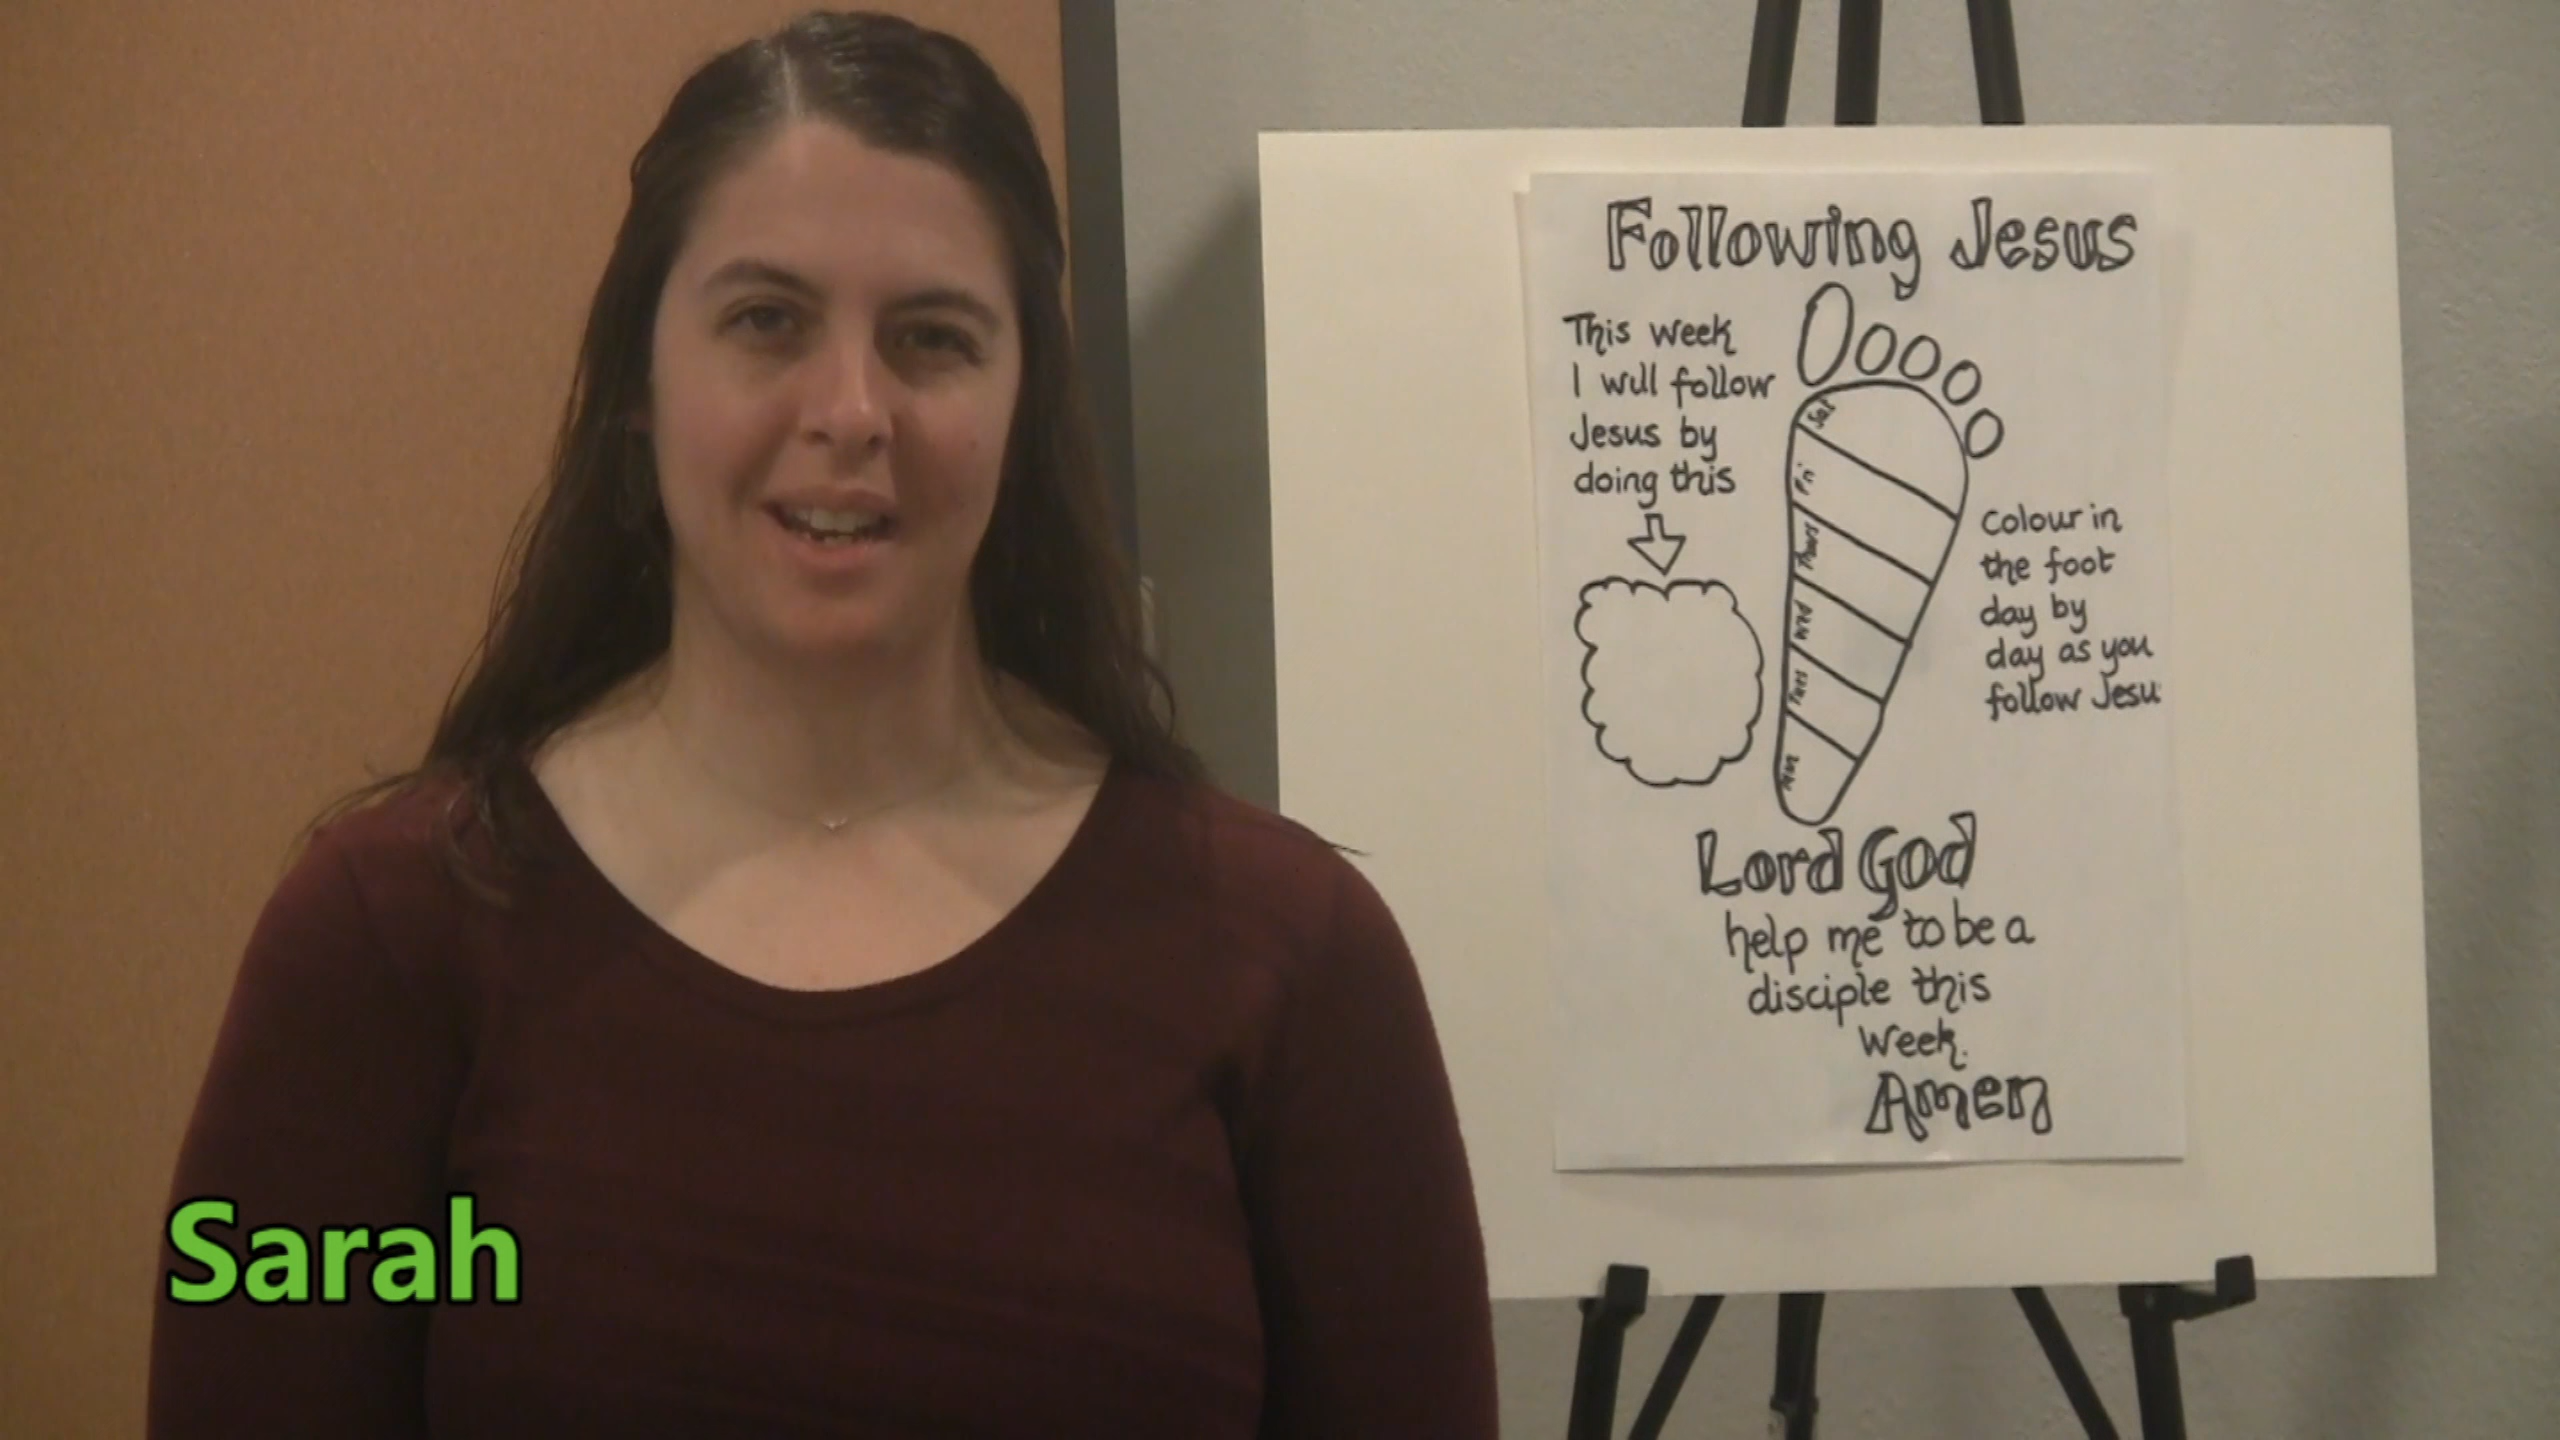 Following Jesus
This week
I will follow
Jesus by
doing this
Sat
Fri
Thurs
Wed
Tues
Mon
Colour in
the foot
day by
day as you
follow Jesu
Lord God
help me to be a
disciple this
week.
Amen
Sarah